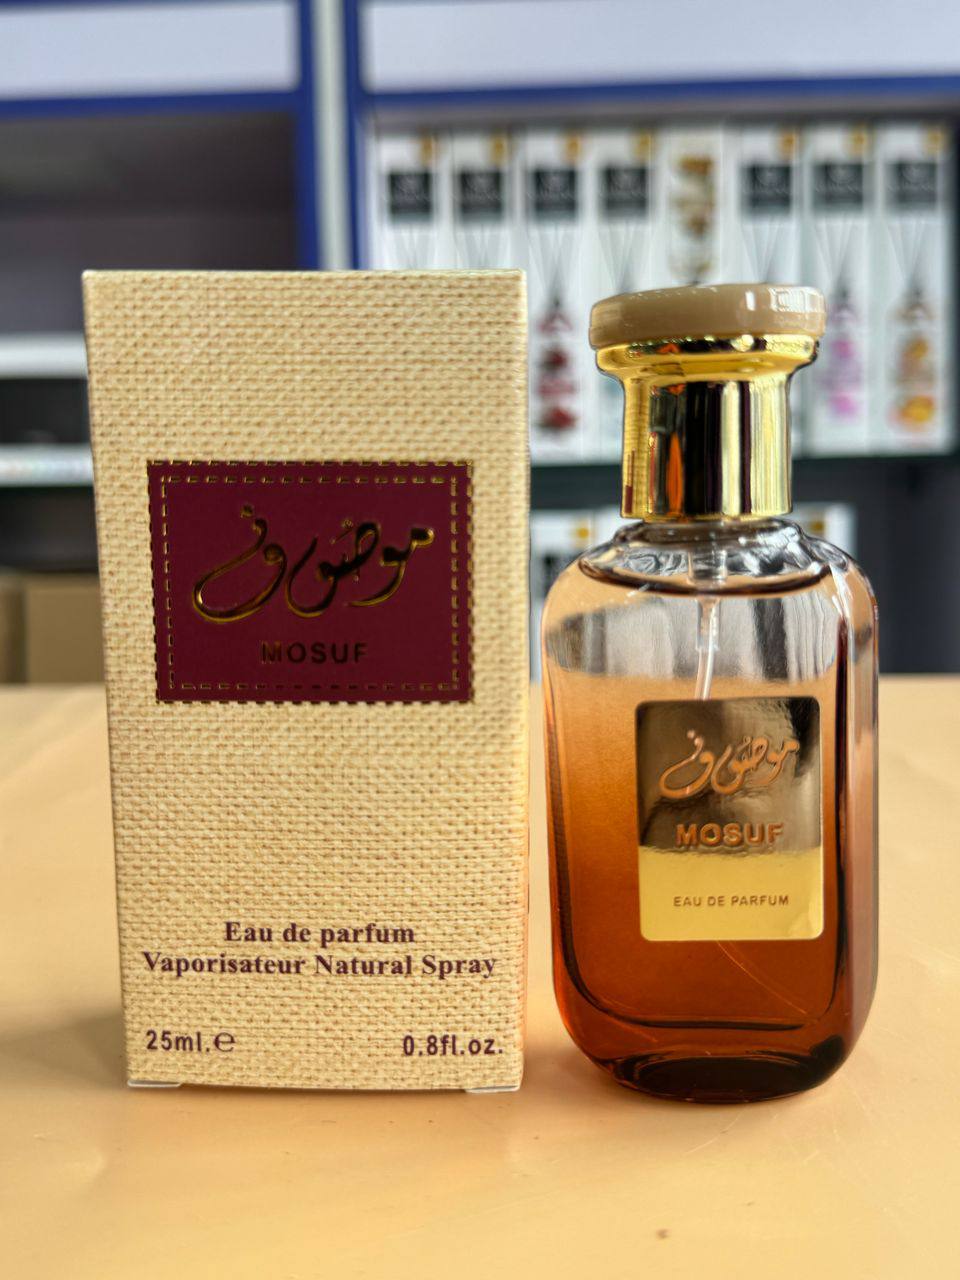 موصوف
MOSUF
Eau de parfum
Vaporisateur Natural Spray
25ml.℮
0.8fl.oz.
موصوف
MOSUF
EAU DE PARFUM